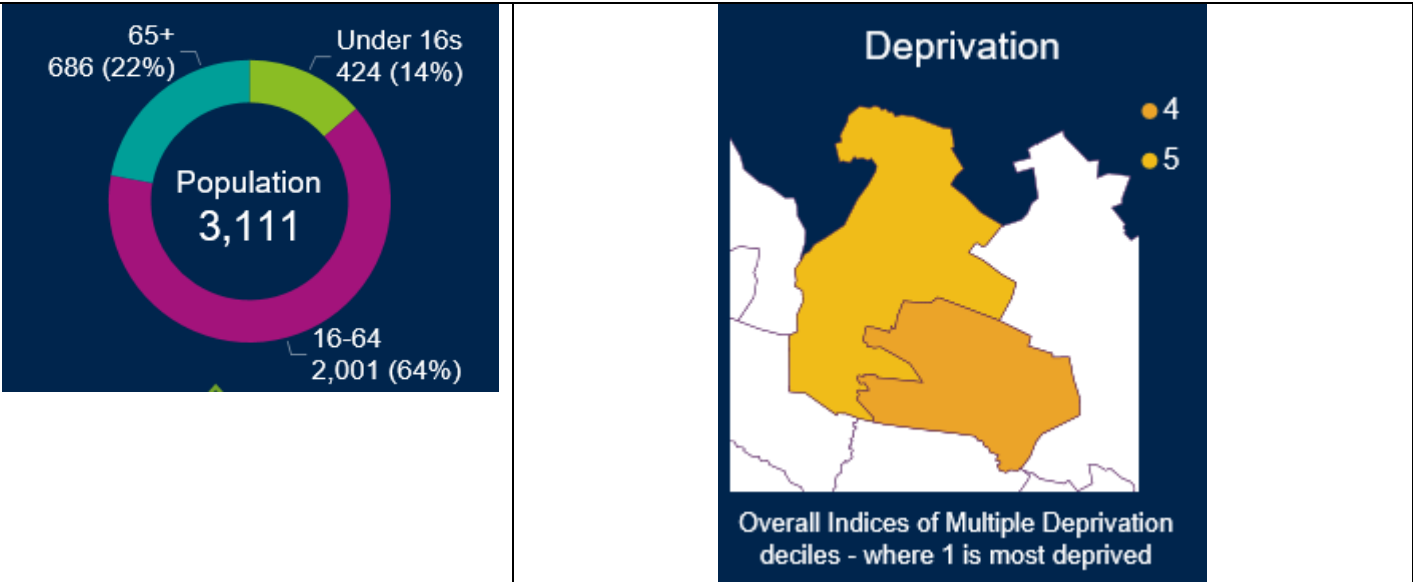 65+
686 (22%)
Under 16s
424 (14%)
Population
3,111
16-64
2,001 (64%)
Deprivation
4
5
Overall Indices of Multiple Deprivation
deciles - where 1 is most deprived